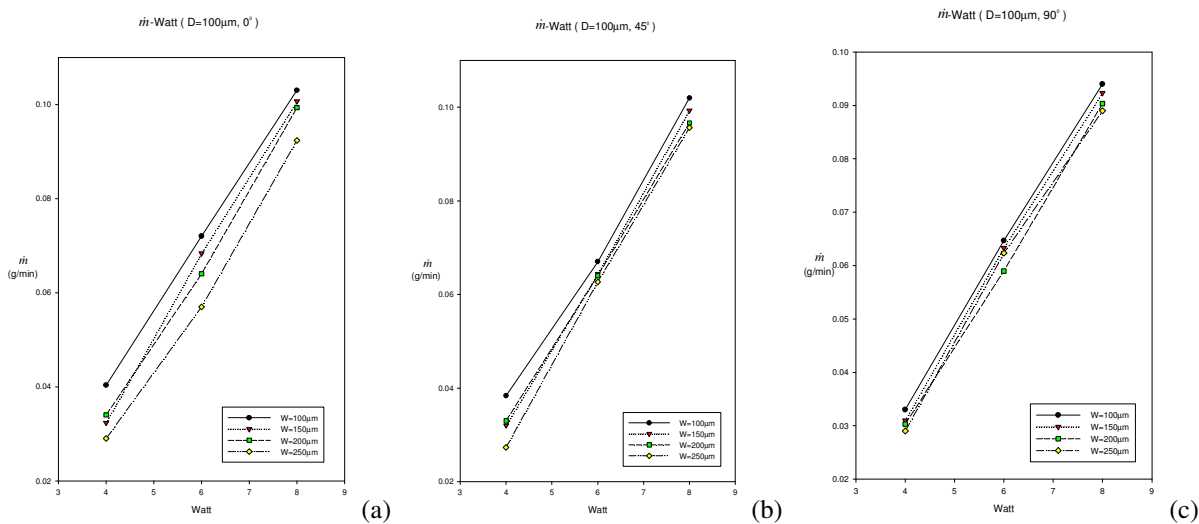 ṁ-Watt ( D=100μm, 0°)
0.10
0.08
0.06
ṁ
(g/min)
0.04
0.02
3 4 5 6 7 8 9
Watt
W=100μm
W=150μm
W=200μm
W=250μm
(a)
ṁ-Watt ( D=100μm, 45°)
0.10
0.08
0.06
ṁ
(g/min)
0.04
0.02
3 4 5 6 7 8 9
Watt
W=100μm
W=150μm
W=200μm
W=250μm
(b)
ṁ-Watt ( D=100μm, 90°)
0.10
0.09
0.08
0.07
0.06
ṁ
(g/min)
0.05
0.04
0.03
0.02
3 4 5 6 7 8 9
Watt
W=100μm
W=150μm
W=200μm
W=250μm
(c)